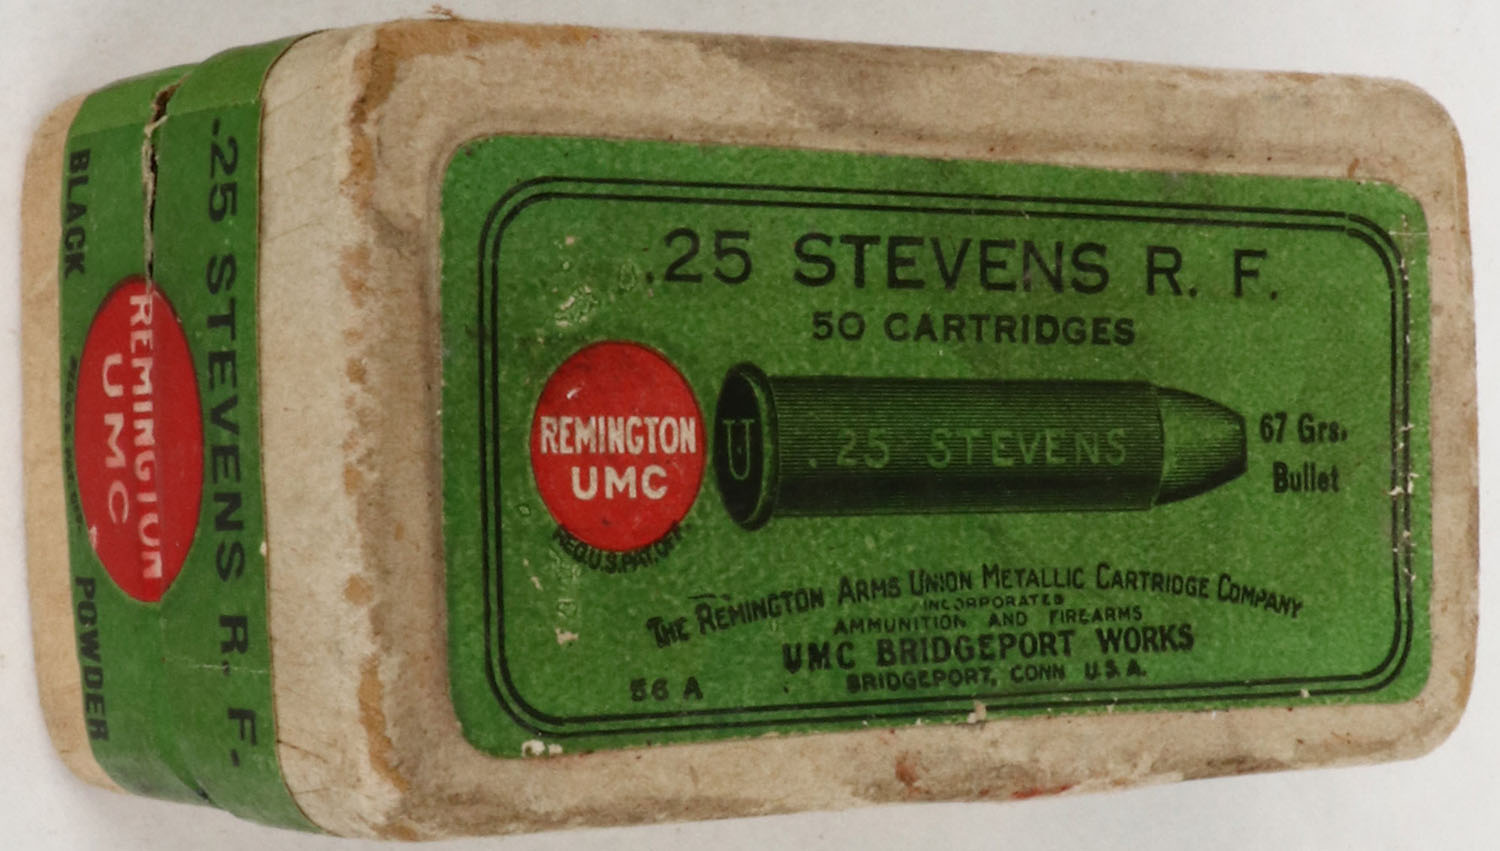 .25 STEVENS R. F.
50 CARTRIDGES
REMINGTON
UMC
REG.U.S.PAT.OFF.
U
.25 STEVENS
67 Grs.
Bullet
THE REMINGTON ARMS UNION METALLIC CARTRIDGE COMPANY
INCORPORATED
AMMUNITION AND FIREARMS
UMC BRIDGEPORT WORKS
BRIDGEPORT, CONN U.S.A.
56 A
.25 STEVENS R. F.
REMINGTON
UMC
BLACK POWDER